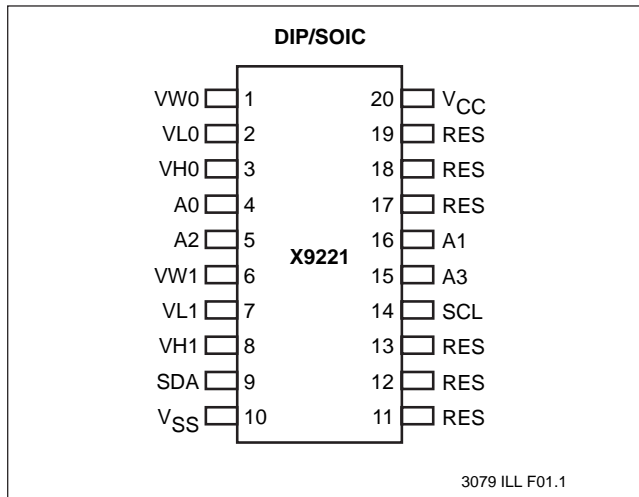 DIP/SOIC
VW0 1 20 VCC
VL0 2 19 RES
VH0 3 18 RES
A0 4 17 RES
A2 5 16 A1
X9221
VW1 6 15 A3
VL1 7 14 SCL
VH1 8 13 RES
SDA 9 12 RES
VSS 10 11 RES
3079 ILL F01.1